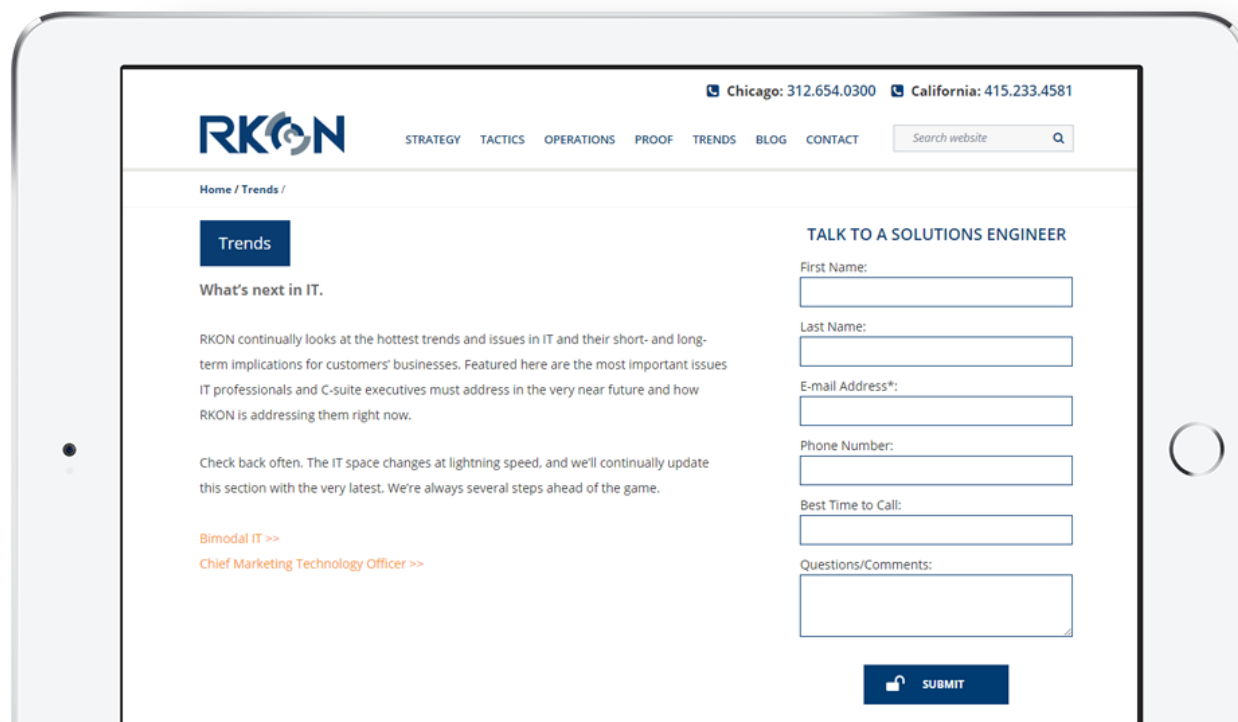 Chicago: 312.654.0300 California: 415.233.4581
RKON
STRATEGY TACTICS OPERATIONS PROOF TRENDS BLOG CONTACT Search website
Home / Trends /
Trends
What's next in IT.
RKON continually looks at the hottest trends and issues in IT and their short- and long-
term implications for customers' businesses. Featured here are the most important issues
IT professionals and C-suite executives must address in the very near future and how
RKON is addressing them right now.
Check back often. The IT space changes at lightning speed, and we'll continually update
this section with the very latest. We're always several steps ahead of the game.
Bimodal IT >>
Chief Marketing Technology Officer >>
TALK TO A SOLUTIONS ENGINEER
First Name:
Last Name:
E-mail Address*:
Phone Number:
Best Time to Call:
Questions/Comments:
SUBMIT